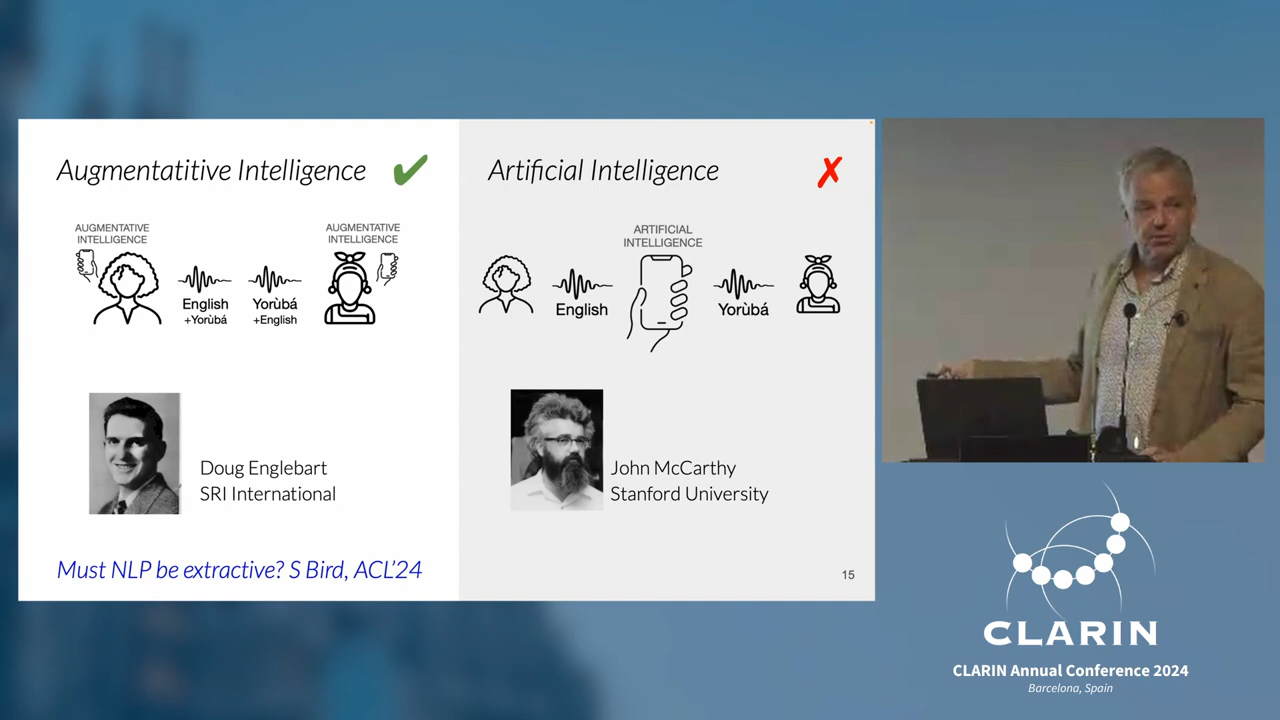 Augmentatitive Intelligence ✔
AUGMENTATIVE
INTELLIGENCE
AUGMENTATIVE
INTELLIGENCE
English
+Yorùbá
Yorùbá
+English
Doug Englebart
SRI International
Must NLP be extractive? S Bird, ACL'24
Artificial Intelligence ✗
ARTIFICIAL
INTELLIGENCE
English
Yorùbá
John McCarthy
Stanford University
15
CLARIN
CLARIN Annual Conference 2024
Barcelona, Spain